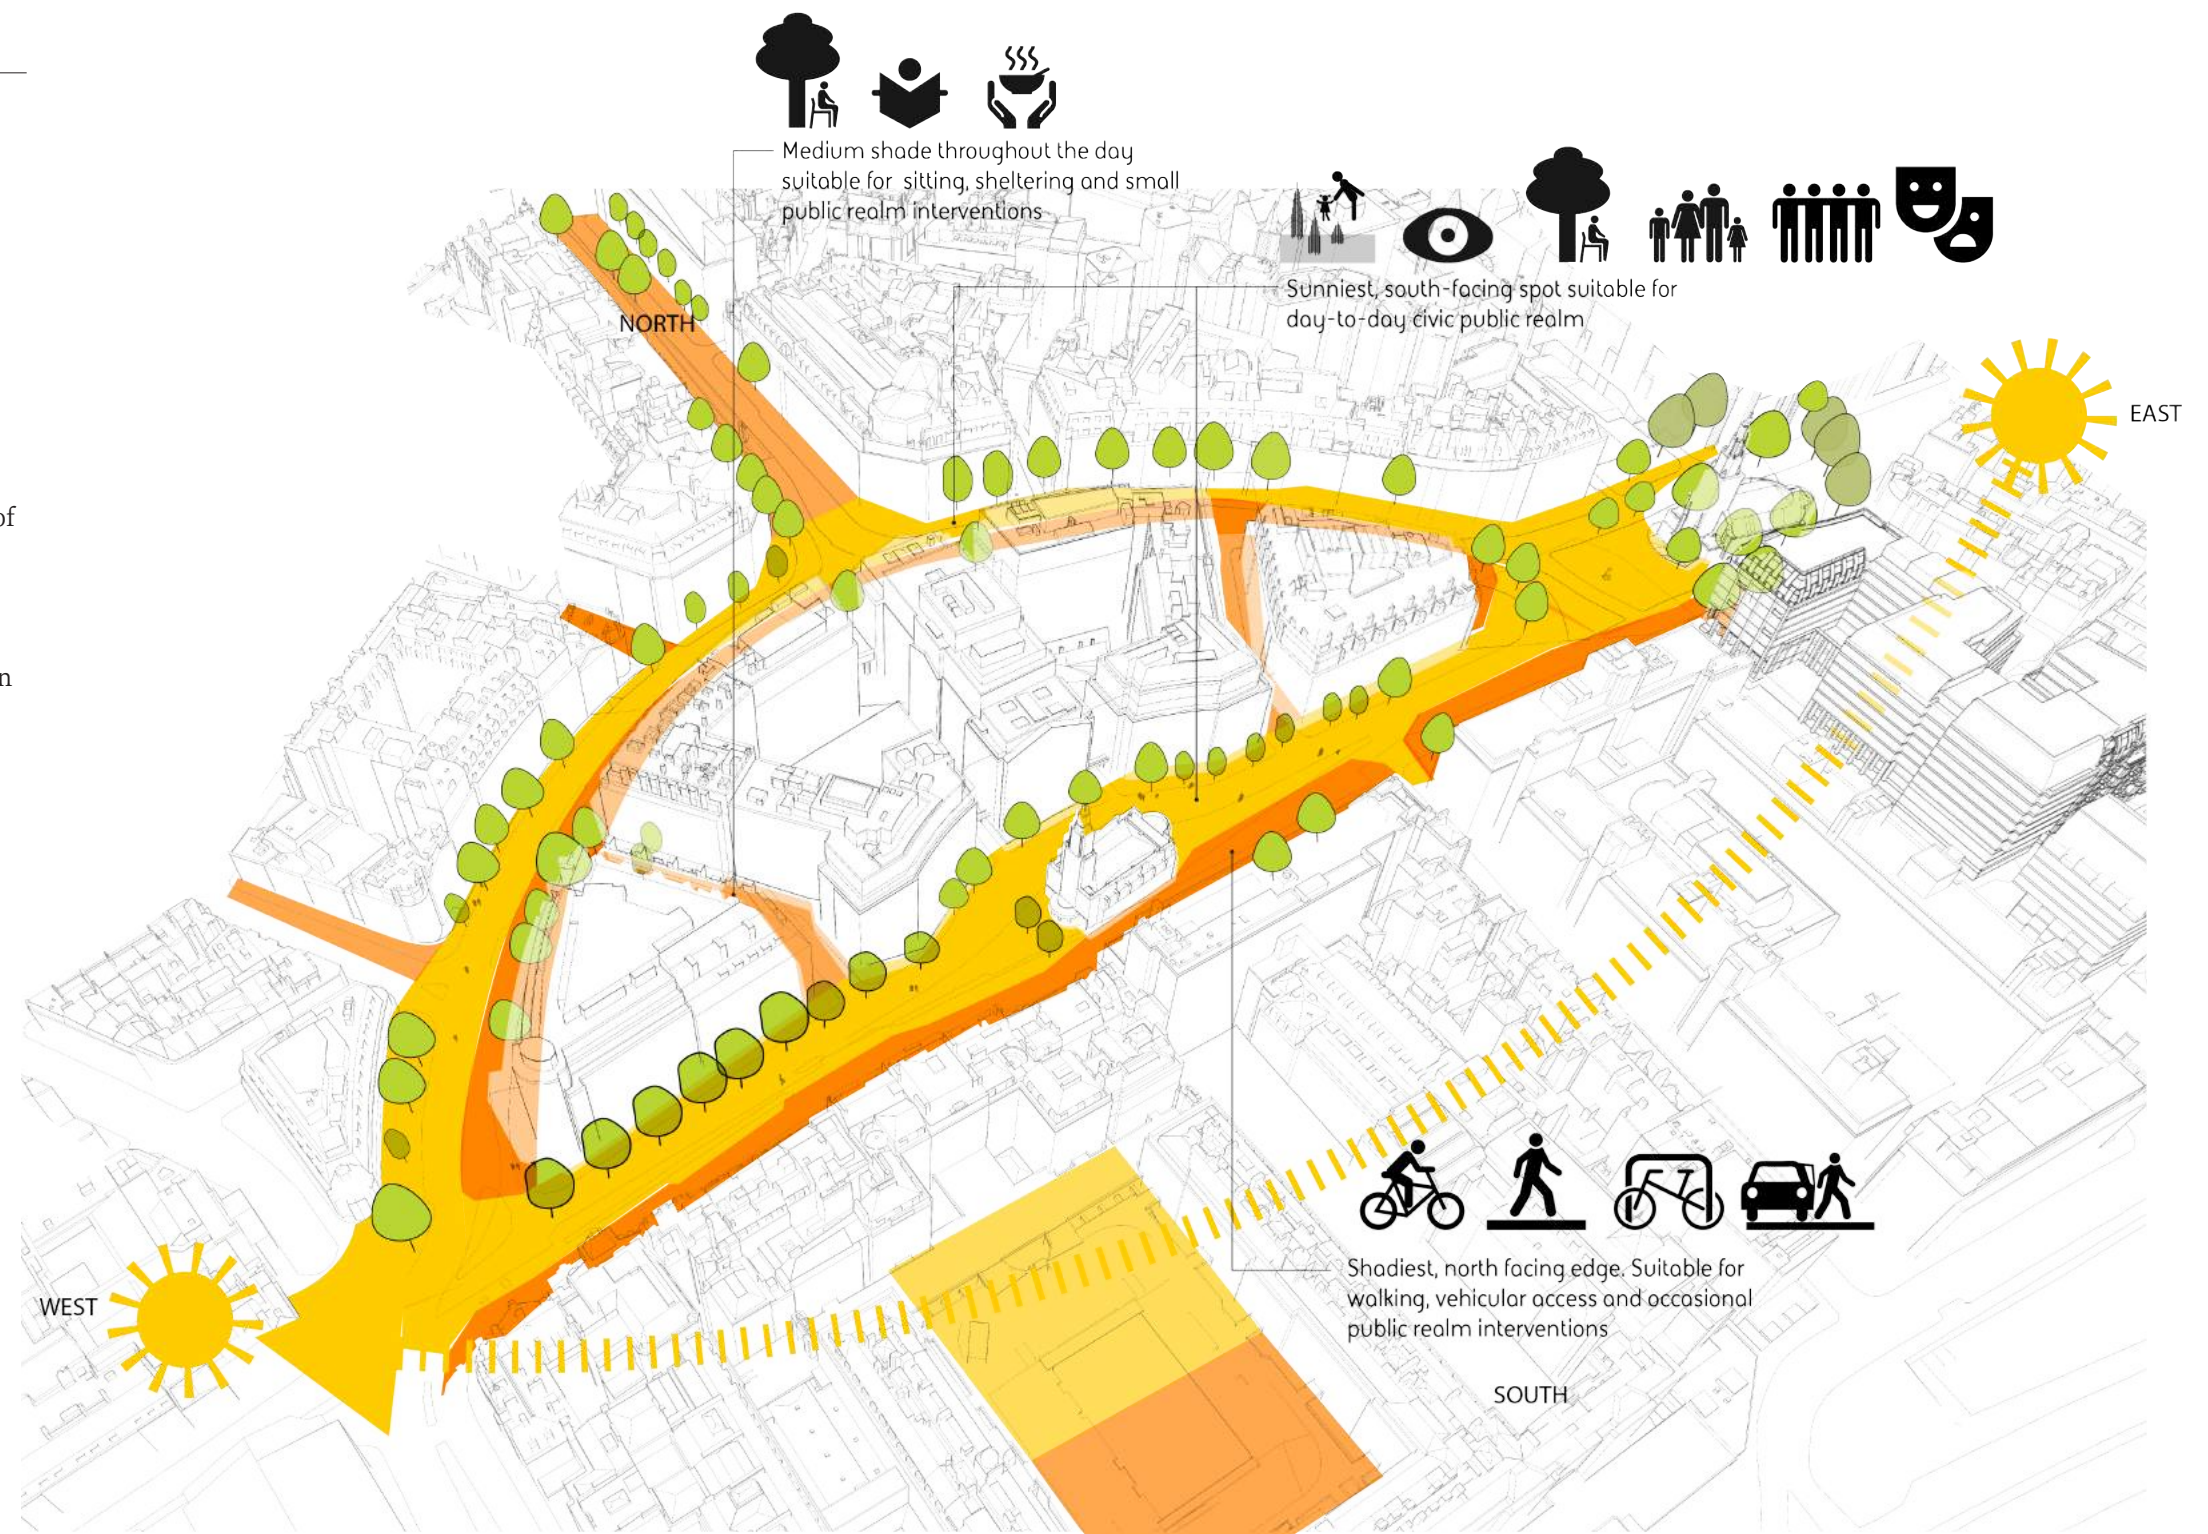 Medium shade throughout the day
suitable for sitting, sheltering and small
public realm interventions
Sunniest, south-facing spot suitable for
day-to-day civic public realm
NORTH
EAST
of
n
WEST
Shadiest, north facing edge. Suitable for
walking, vehicular access and occasional
public realm interventions
SOUTH